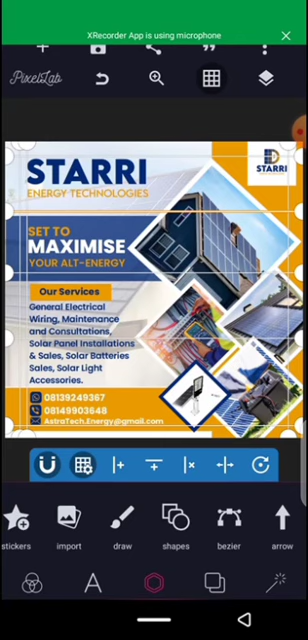 XRecorder App is using microphone
PixelLab
STARRI
ENERGY TECHNOLOGIES
STARRI
SET TO
MAXIMISE
YOUR ALT-ENERGY
Our Services
General Electrical
Wiring, Maintenance
and Consultations,
Solar Panel Installations
& Sales, Solar Batteries
Sales, Solar Light
Accessories.
08139249367
08149903648
AstraTech.Energy@gmail.com
stickers
import
draw
shapes
bezier
arrow